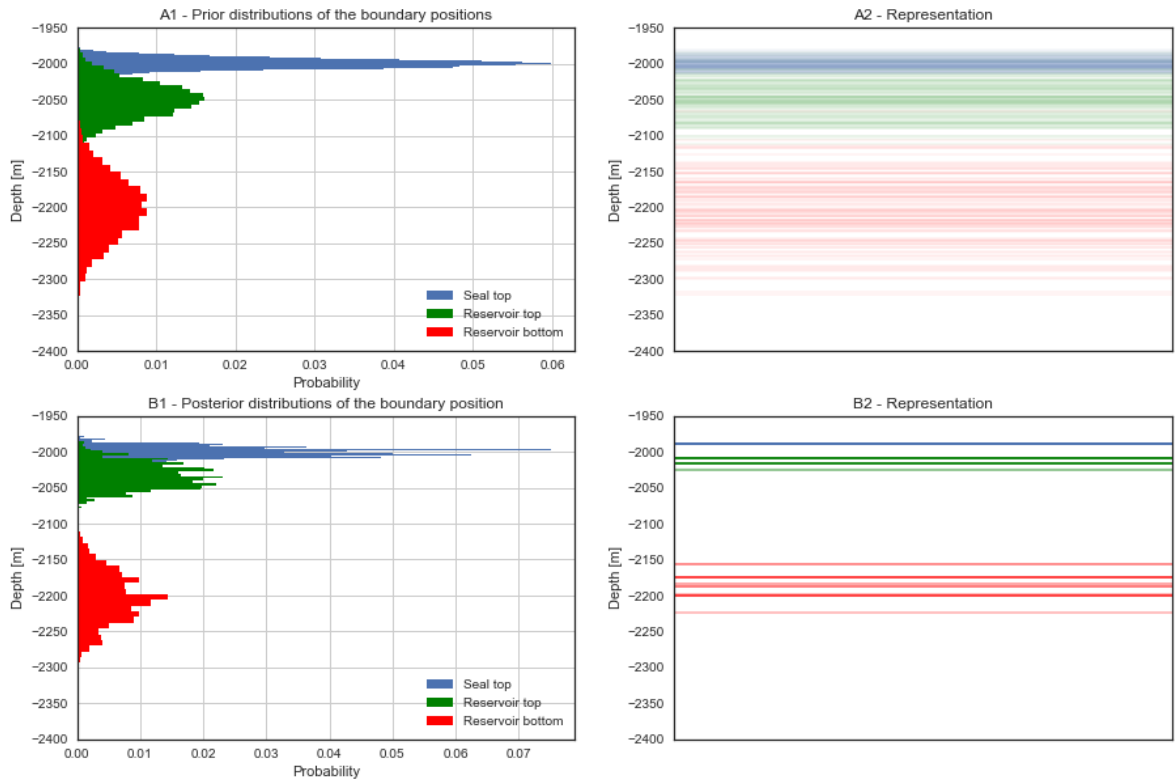 A1 - Prior distributions of the boundary positions
Depth [m]
−1950
−2000
−2050
−2100
−2150
−2200
−2250
−2300
−2350
−2400
Seal top
Reservoir top
Reservoir bottom
0.00 0.01 0.02 0.03 0.04 0.05 0.06
Probability
A2 - Representation
Depth [m]
−1950
−2000
−2050
−2100
−2150
−2200
−2250
−2300
−2350
−2400
B1 - Posterior distributions of the boundary position
Depth [m]
−1950
−2000
−2050
−2100
−2150
−2200
−2250
−2300
−2350
−2400
Seal top
Reservoir top
Reservoir bottom
0.00 0.01 0.02 0.03 0.04 0.05 0.06 0.07
Probability
B2 - Representation
Depth [m]
−1950
−2000
−2050
−2100
−2150
−2200
−2250
−2300
−2350
−2400